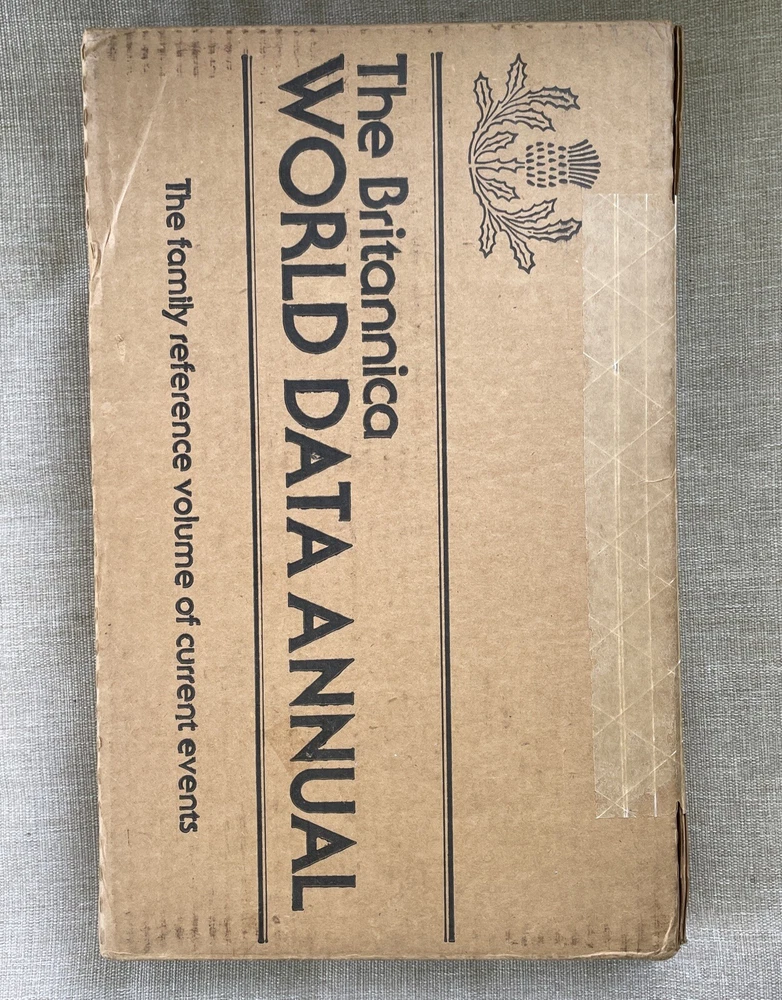 The Britannica
WORLD DATA ANNUAL
The family reference volume of current events